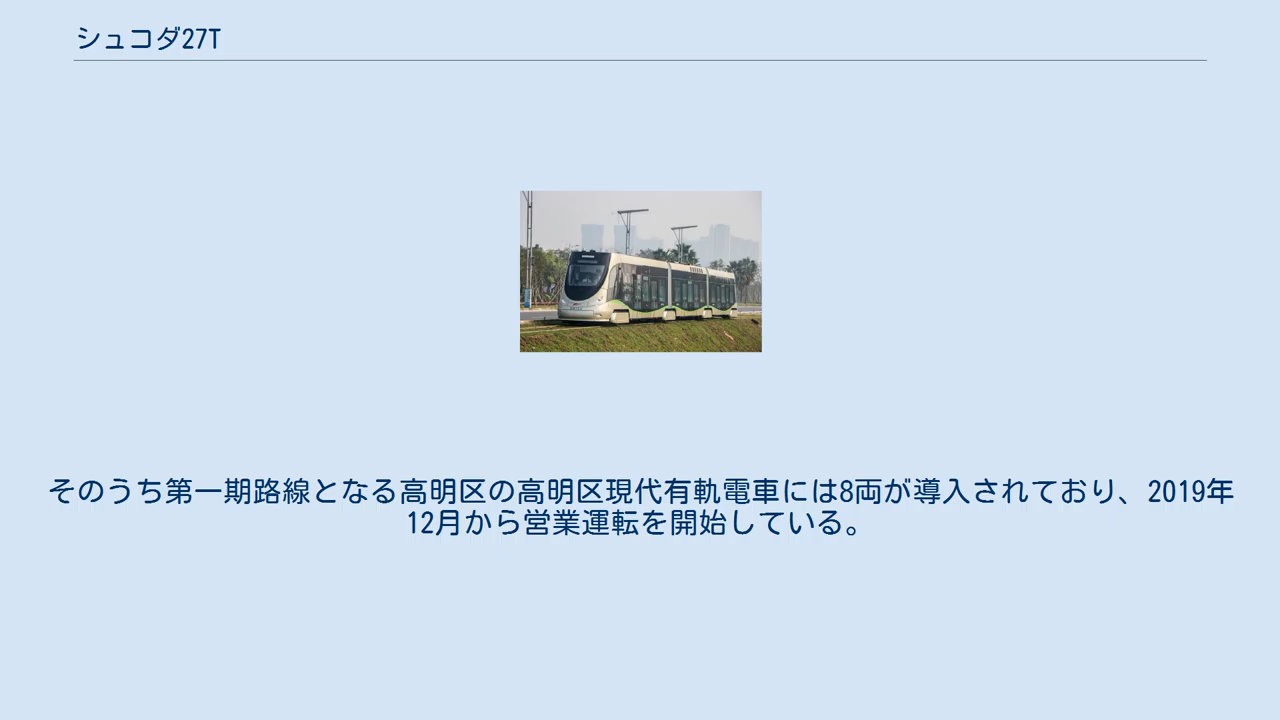 シュコダ27T
そのうち第一期路線となる高明区の高明区現代有軌電車には8両が導入されており、2019年
12月から営業運転を開始している。